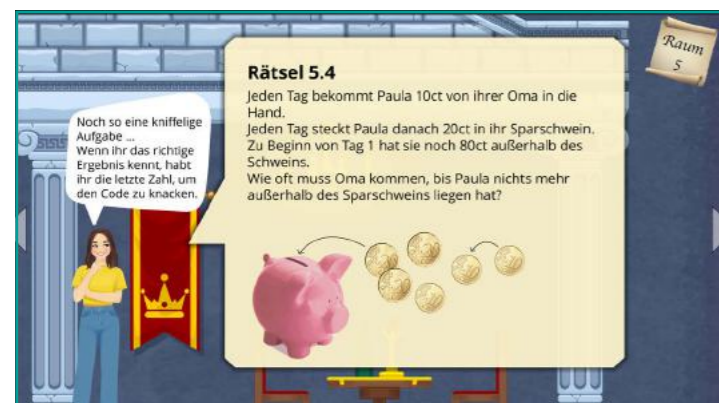 Raum
5
Rätsel 5.4
Jeden Tag bekommt Paula 10ct von ihrer Oma in die
Hand.
Jeden Tag steckt Paula danach 20ct in ihr Sparschwein.
Zu Beginn von Tag 1 hat sie noch 80ct außerhalb des
Schweins.
Wie oft muss Oma kommen, bis Paula nichts mehr
außerhalb des Sparschweins liegen hat?
Noch so eine kniffelige
Aufgabe ...
Wenn ihr das richtige
Ergebnis kennt, habt
ihr die letzte Zahl, um
den Code zu knacken.